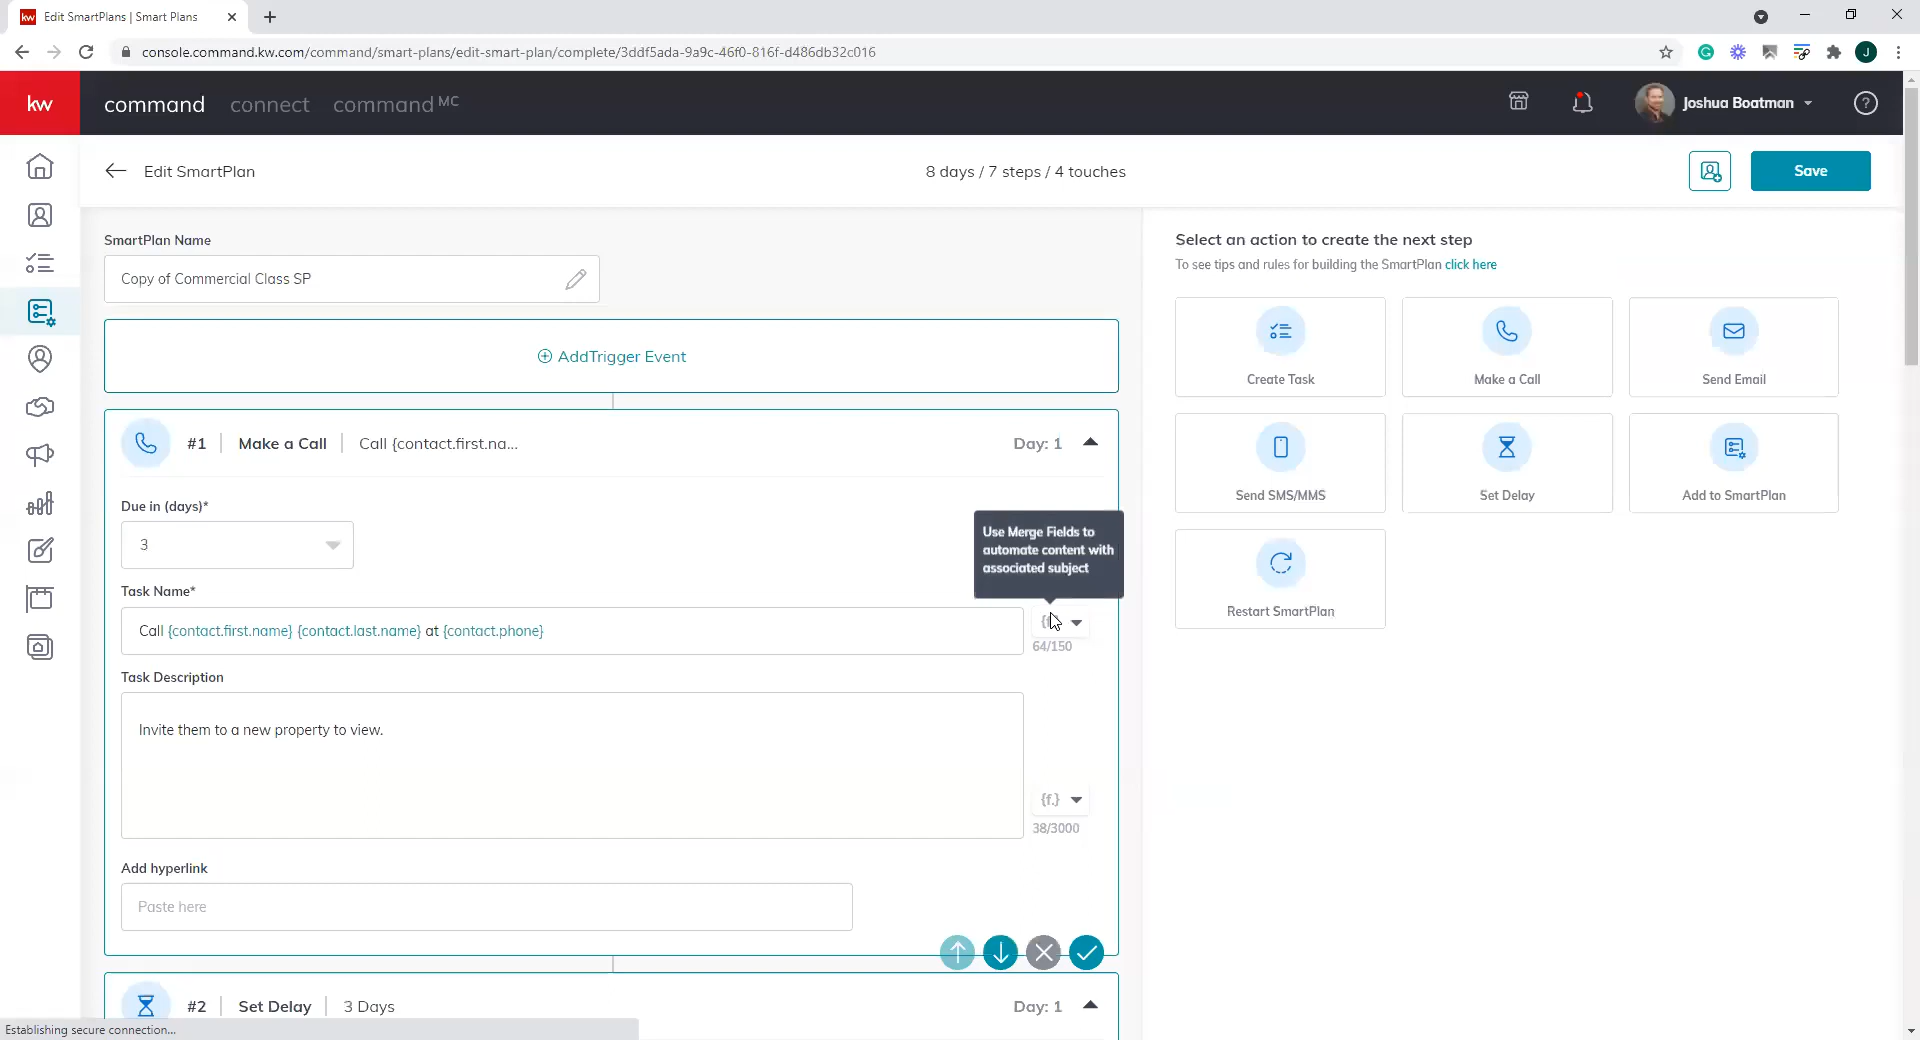 Edit SmartPlans | Smart Plans
console.command.kw.com/command/smart-plans/edit-smart-plan/complete/3ddf5ada-9a9c-46f0-816f-d486db32c016
J
kw
command
connect
command MC
Joshua Boatman
?
Edit SmartPlan
8 days / 7 steps / 4 touches
Save
SmartPlan Name
Copy of Commercial Class SP
AddTrigger Event
#1
Make a Call
Call {contact.first.na...
Day: 1
Due in (days)*
3
Use Merge Fields to
automate content with
associated subject
Task Name*
Call {contact.first.name} {contact.last.name} at {contact.phone}
64/150
Task Description
Invite them to a new property to view.
{f.}
38/3000
Add hyperlink
Paste here
#2
Set Delay
3 Days
Day: 1
Select an action to create the next step
To see tips and rules for building the SmartPlan click here
Create Task
Make a Call
Send Email
Send SMS/MMS
Set Delay
Add to SmartPlan
Restart SmartPlan
Establishing secure connection...